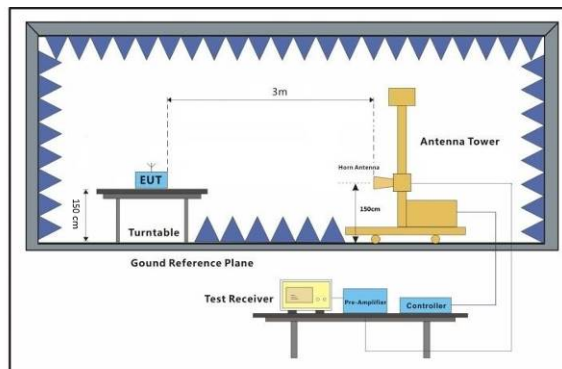 3m
Antenna Tower
Horn Antenna
EUT
150 cm
150cm
Turntable
Gound Reference Plane
Test Receiver
Pre-Amplifier
Controller